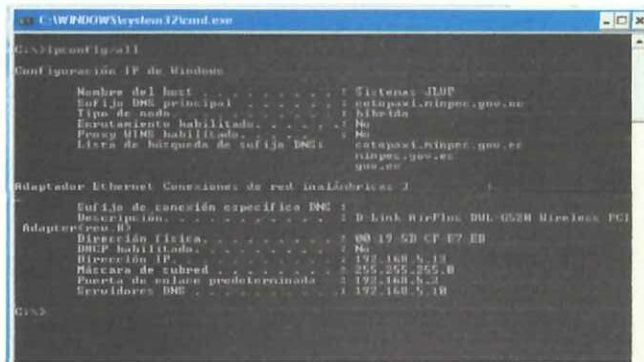 C:\WINDOWS\system32\cmd.exe
C:\>ipconfig/all
Configuración IP de Windows
Nombre del host . . . . . . . . . : Sistemas JLVP
Sufijo DNS principal . . . . . . : cotopaxi.minpec.gov.ec
Tipo de nodo. . . . . . . . . . . : híbrido
Enrutamiento habilitado. . . . . .: No
Proxy WINS habilitado. . . . . : No
Lista de búsqueda de sufijo DNS: cotopaxi.minpec.gov.ec
minpec.gov.ec
gov.ec
Adaptador Ethernet Conexiones de red inalámbricas
Sufijo de conexión específica DNS :
Descripción. . . . . . . . . . . : D-Link AirPlus DWL-G520 Wireless PCI
Adapter(rev.B)
Dirección física. . . . . . . . . : 00-19-5B-CF-E7-EB
DHCP habilitado. . . . . . . . . : No
Dirección IP. . . . . . . . . . . : 192.168.5.13
Máscara de subred . . . . . . . . : 255.255.255.0
Puerta de enlace predeterminada : 192.168.5.2
Servidores DNS . . . . . . . . . .: 192.168.5.10
C:\>